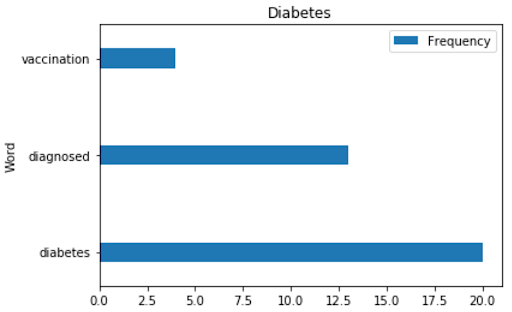 Diabetes
Frequency
Word
vaccination
diagnosed
diabetes
0.0 2.5 5.0 7.5 10.0 12.5 15.0 17.5 20.0